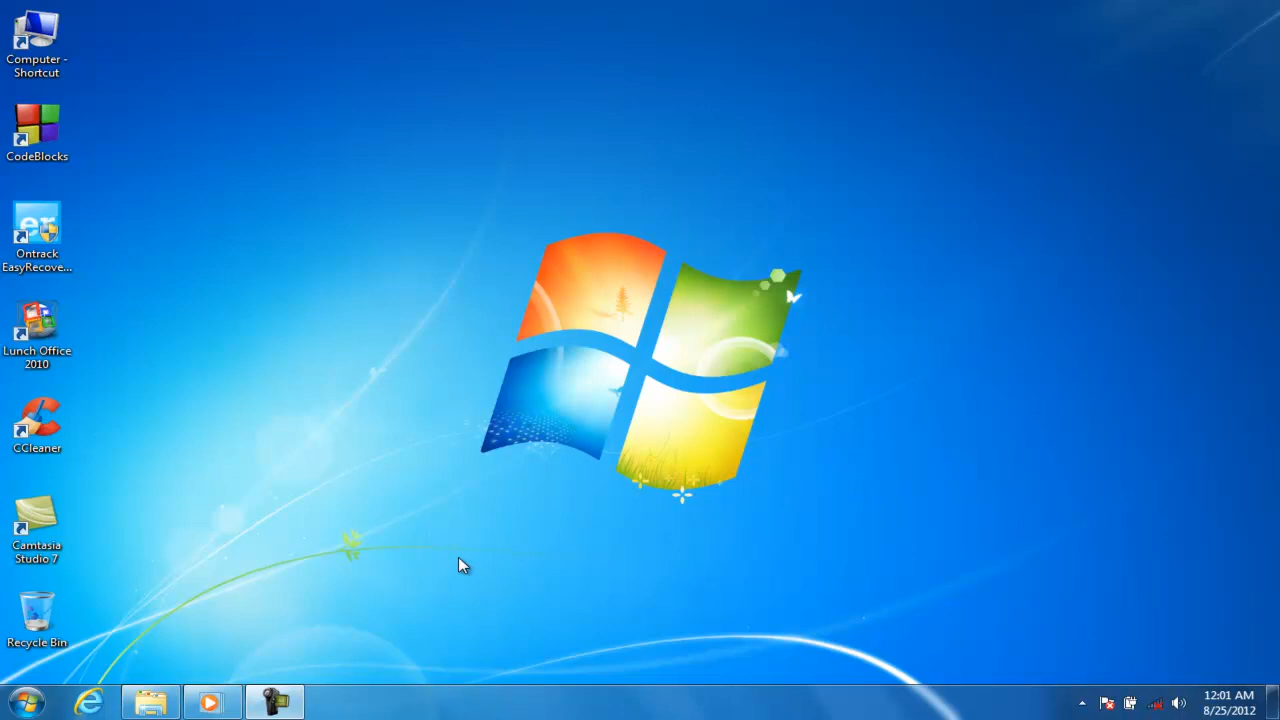 Computer -
Shortcut
CodeBlocks
er
Ontrack
EasyRecove...
Lunch Office
2010
CCleaner
Camtasia
Studio 7
Recycle Bin
12:01 AM
8/25/2012